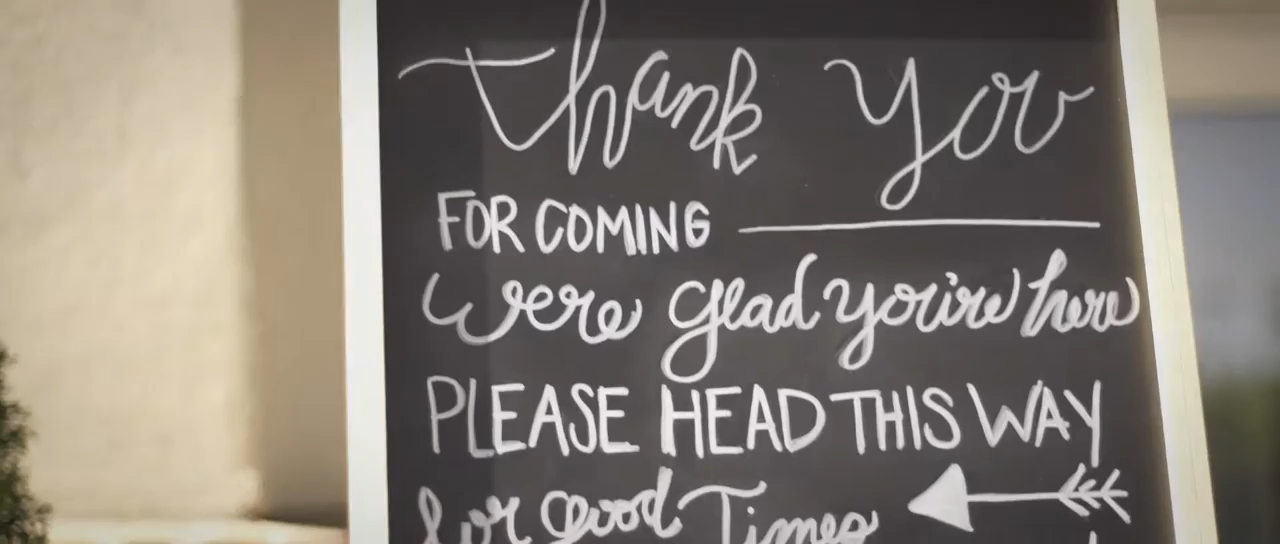 Thank you
FOR COMING
were glad you're here
PLEASE HEAD THIS WAY
for Good Times